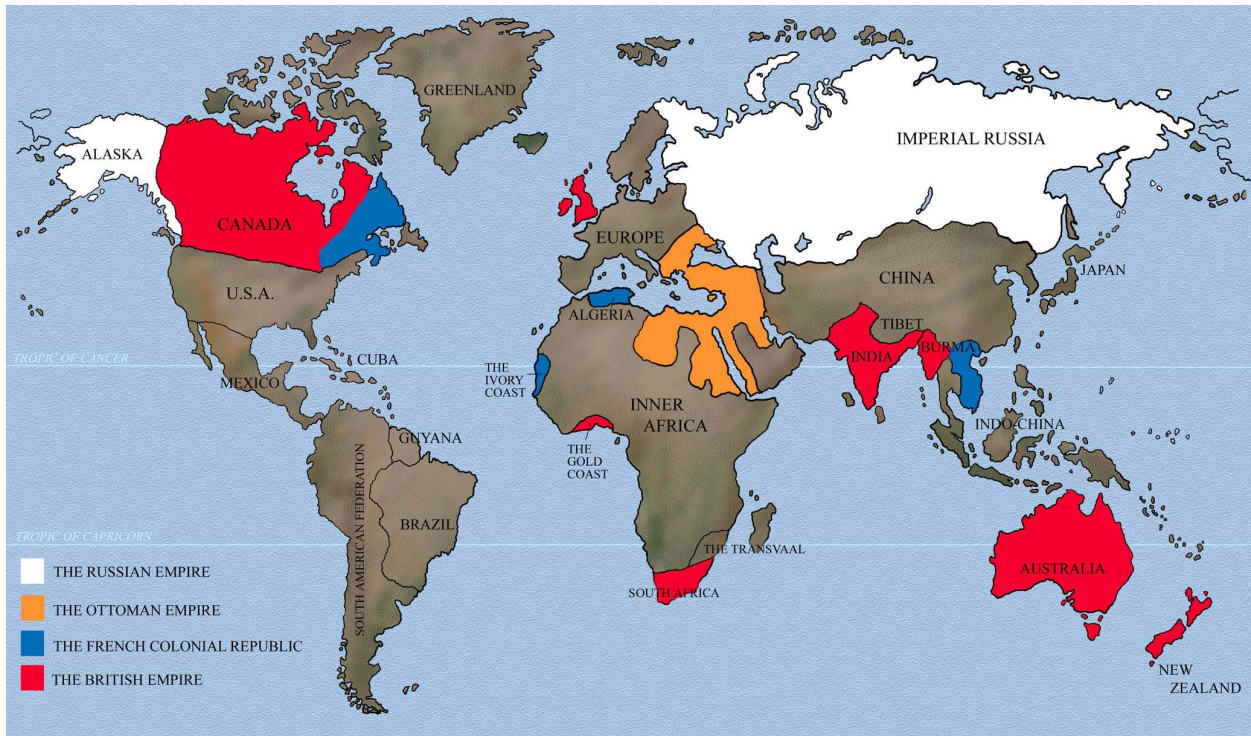 GREENLAND
IMPERIAL RUSSIA
ALASKA
CANADA
EUROPE
U.S.A.
CHINA
JAPAN
ALGERIA
TIBET
TROPIC OF CANCER
CUBA
INDIA
BURMA
MEXICO
THE
IVORY
COAST
INNER
AFRICA
INDO-CHINA
GUYANA
THE
GOLD
COAST
SOUTH AMERICAN FEDERATION
BRAZIL
TROPIC OF CAPRICORN
THE TRANSVAAL
AUSTRALIA
SOUTH AFRICA
NEW
ZEALAND
THE RUSSIAN EMPIRE
THE OTTOMAN EMPIRE
THE FRENCH COLONIAL REPUBLIC
THE BRITISH EMPIRE